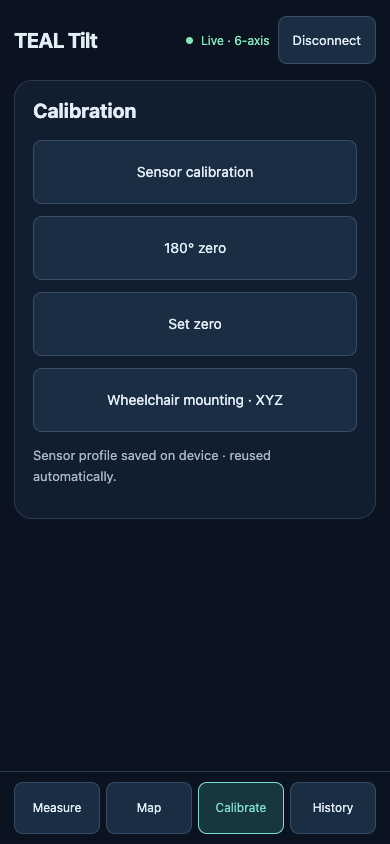 TEAL Tilt
Live · 6-axis
Disconnect
Calibration
Sensor calibration
180° zero
Set zero
Wheelchair mounting · XYZ
Sensor profile saved on device · reused
automatically.
Measure
Map
Calibrate
History